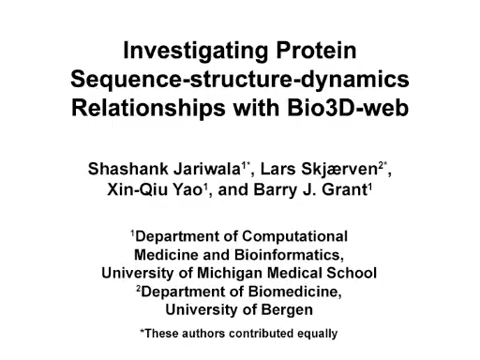 Investigating Protein
Sequence-structure-dynamics
Relationships with Bio3D-web
Shashank Jariwala1*, Lars Skjærven2*,
Xin-Qiu Yao1, and Barry J. Grant1
1Department of Computational
Medicine and Bioinformatics,
University of Michigan Medical School
2Department of Biomedicine,
University of Bergen
*These authors contributed equally